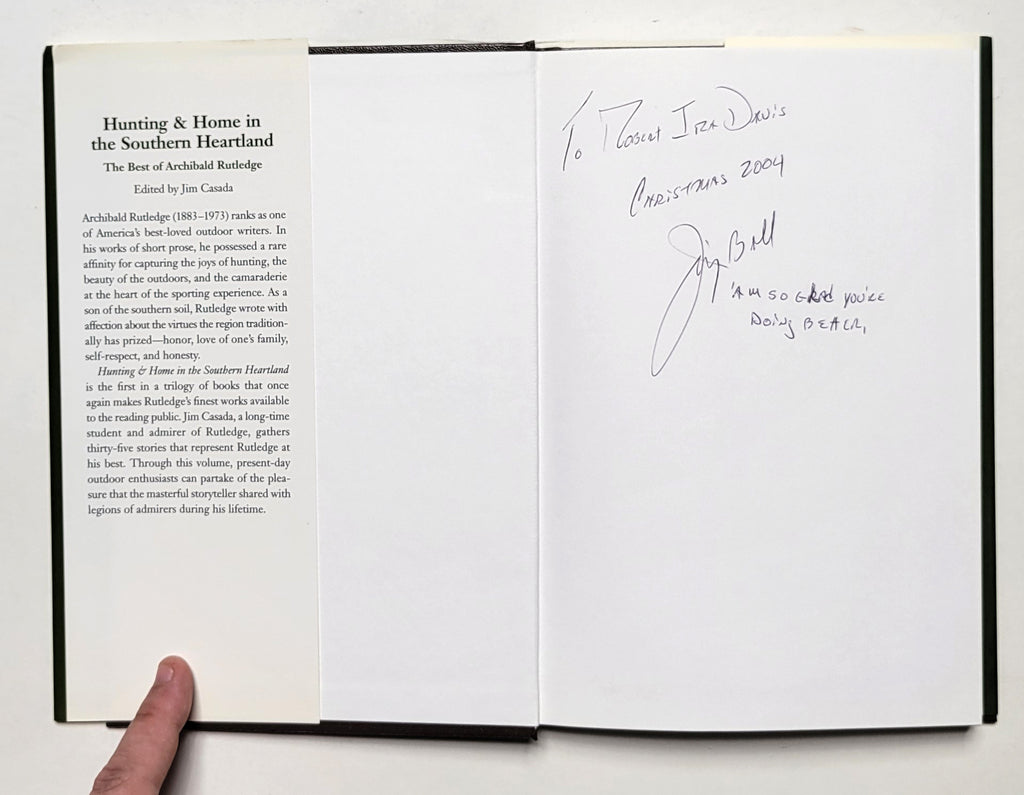 Hunting & Home in
the Southern Heartland
The Best of Archibald Rutledge
Edited by Jim Casada
Archibald Rutledge (1883–1973) ranks as one
of America's best-loved outdoor writers. In
his works of short prose, he possessed a rare
affinity for capturing the joys of hunting, the
beauty of the outdoors, and the camaraderie
at the heart of the sporting experience. As a
son of the southern soil, Rutledge wrote with
affection about the virtues the region tradition-
ally has prized—honor, love of one's family,
self-respect, and honesty.
Hunting & Home in the Southern Heartland
is the first in a trilogy of books that once
again makes Rutledge's finest works available
to the reading public. Jim Casada, a long-time
student and admirer of Rutledge, gathers
thirty-five stories that represent Rutledge at
his best. Through this volume, present-day
outdoor enthusiasts can partake of the plea-
sure that the masterful storyteller shared with
legions of admirers during his lifetime.
To Robert Ira Davis
Christmas 2004
Jim Ball
'AM SO GLAD YOU'RE
DOING